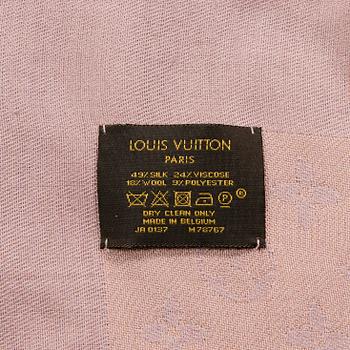 LOUIS VUITTON
PARIS
49% SILK 24% VISCOSE
18% WOOL 9% POLYESTER
DRY CLEAN ONLY
MADE IN BELGIUM
JA 0137 M78767